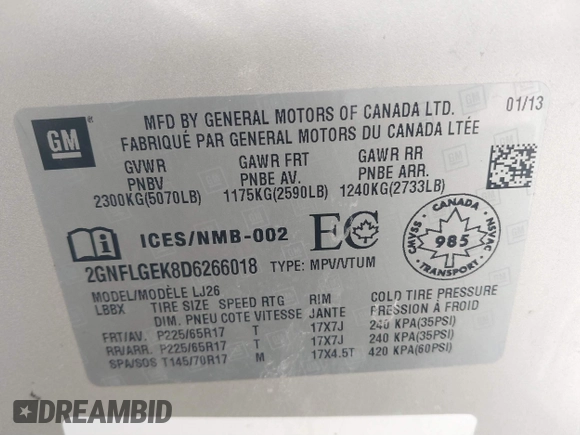 GM
MFD BY GENERAL MOTORS OF CANADA LTD.
01/13
FABRIQUÉ PAR GENERAL MOTORS DU CANADA LTÉE
GVWR GAWR FRT GAWR RR
PNBV PNBE AV. PNBE ARR.
2300KG(5070LB) 1175KG(2590LB) 1240KG(2733LB)
ICES/NMB-002 EC
CANADA
CMVSS 985 NSVAC
TRANSPORT
2GNFLGEK8D6266018 TYPE: MPV/VTUM
MODEL/MODÈLE LJ26
LBBX TIRE SIZE SPEED RTG RIM COLD TIRE PRESSURE
DIM. PNEU COTE VITESSE JANTE PRESSION À FROID
FRT/AV. P225/65R17 T 17X7J 240 KPA(35PSI)
RR/ARR. P225/65R17 T 17X7J 240 KPA(35PSI)
SPA/SOS T145/70R17 M 17X4.5T 420 KPA(60PSI)
DREAMBID